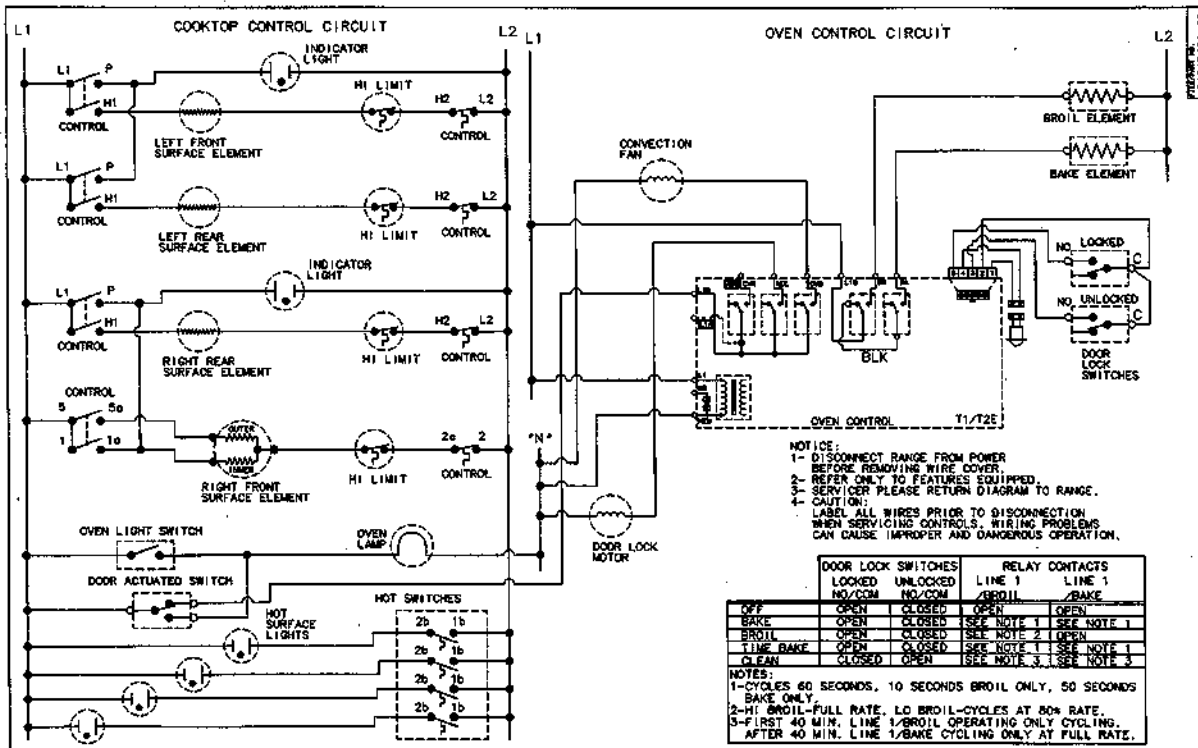 COOKTOP CONTROL CIRCUIT
L1
L2
INDICATOR
LIGHT
L1
P
H1
CONTROL
LEFT FRONT
SURFACE ELEMENT
HI LIMIT
H2
L2
CONTROL
L1
P
H1
CONTROL
LEFT REAR
SURFACE ELEMENT
HI LIMIT
H2
L2
CONTROL
INDICATOR
LIGHT
L1
P
H1
CONTROL
RIGHT REAR
SURFACE ELEMENT
HI LIMIT
H2
L2
CONTROL
CONTROL
5
5a
1
1a
OUTER
INNER
RIGHT FRONT
SURFACE ELEMENT
HI LIMIT
2a
2
CONTROL
OVEN LIGHT SWITCH
OVEN
LAMP
DOOR ACTUATED SWITCH
HOT
SURFACE
LIGHTS
HOT SWITCHES
2b
1b
2b
1b
2b
1b
2b
1b
OVEN CONTROL CIRCUIT
L1
L2
BROIL ELEMENT
BAKE ELEMENT
CONVECTION
FAN
NO
LOCKED
C
NO
UNLOCKED
C
DOOR
LOCK
SWITCHES
BLK
OVEN CONTROL
T1/T2E
"N"
DOOR LOCK
MOTOR
NOTICE:
1- DISCONNECT RANGE FROM POWER
BEFORE REMOVING WIRE COVER.
2- REFER ONLY TO FEATURES EQUIPPED.
3- SERVICER PLEASE RETURN DIAGRAM TO RANGE.
4- CAUTION:
LABEL ALL WIRES PRIOR TO DISCONNECTION
WHEN SERVICING CONTROLS. WIRING PROBLEMS
CAN CAUSE IMPROPER AND DANGEROUS OPERATION.
DOOR LOCK SWITCHES RELAY CONTACTS
LOCKED UNLOCKED LINE 1 LINE 1
NO/COM NO/COM /BROIL /BAKE
OFF OPEN CLOSED OPEN OPEN
BAKE OPEN CLOSED SEE NOTE 1 SEE NOTE 1
BROIL OPEN CLOSED SEE NOTE 2 OPEN
TIME BAKE OPEN CLOSED SEE NOTE 1 SEE NOTE 1
CLEAN CLOSED OPEN SEE NOTE 3 SEE NOTE 3
NOTES:
1-CYCLES 60 SECONDS. 10 SECONDS BROIL ONLY, 50 SECONDS
BAKE ONLY.
2-HI BROIL-FULL RATE. LO BROIL-CYCLES AT 80% RATE.
3-FIRST 40 MIN. LINE 1/BROIL OPERATING ONLY CYCLING.
AFTER 40 MIN. LINE 1/BAKE CYCLING ONLY AT FULL RATE.